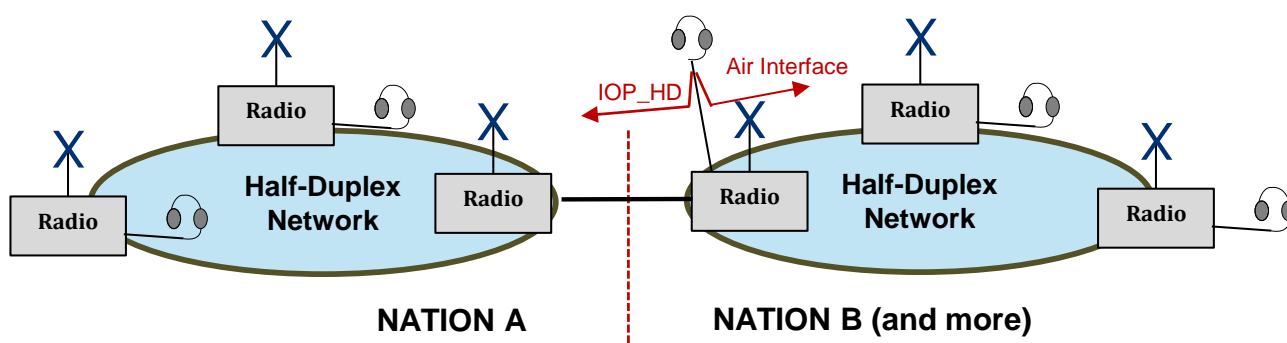 Air Interface
IOP_HD
Radio
Radio
Radio
Radio
Radio
Radio
Half-Duplex
Network
Half-Duplex
Network
NATION A
NATION B (and more)